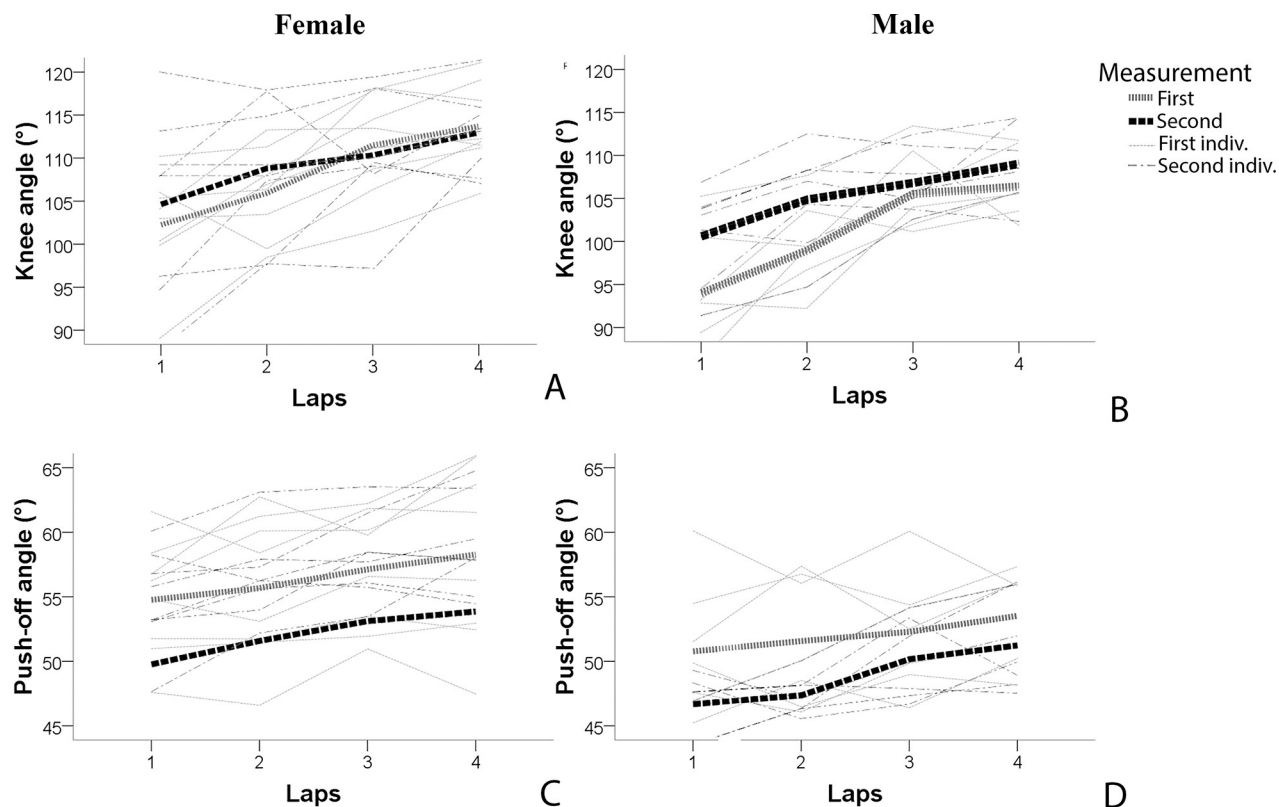 Female
Male
Knee angle (°)
120
115
110
105
100
95
90
1 2 3 4
Laps
A
Knee angle (°)
120
115
110
105
100
95
90
1 2 3 4
Laps
B
Measurement
First
Second
First indiv.
Second indiv.
Push-off angle (°)
65
60
55
50
45
1 2 3 4
Laps
C
Push-off angle (°)
65
60
55
50
45
1 2 3 4
Laps
D